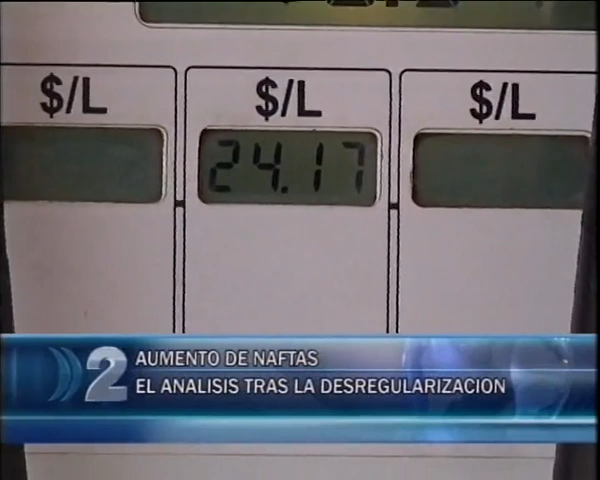 $/L
$/L
$/L
24.17
2
AUMENTO DE NAFTAS
EL ANALISIS TRAS LA DESREGULARIZACION